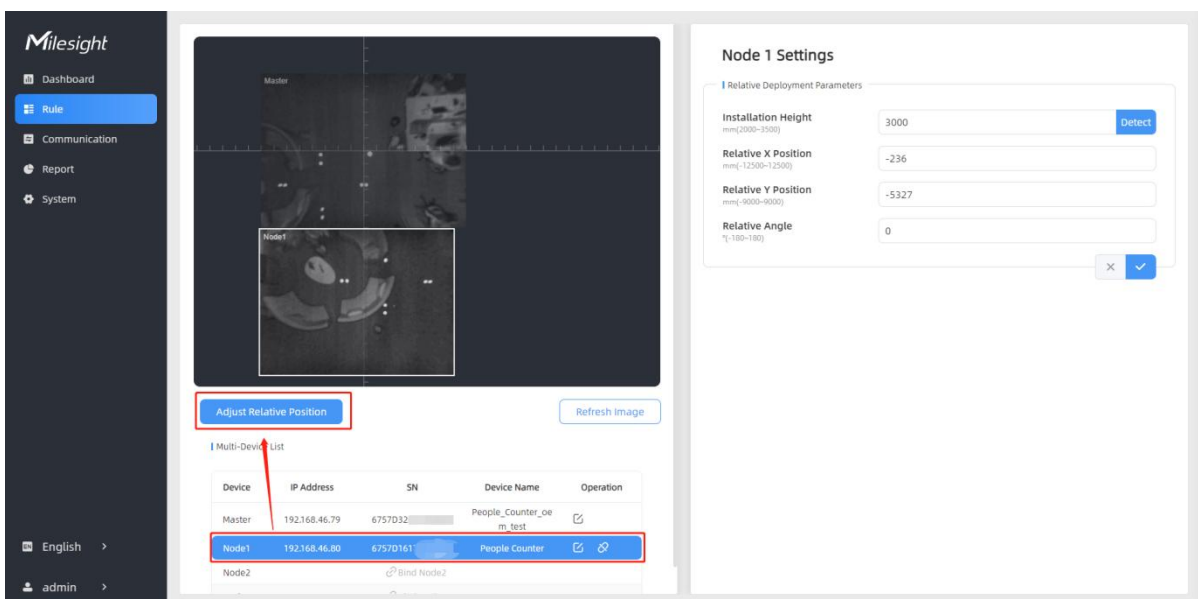 Milesight
Dashboard
Rule
Communication
Report
System
EN English >
admin >
Master
Node1
Adjust Relative Position
Refresh Image
Multi-Device List
Device IP Address SN Device Name Operation
Master 192.168.46.79 6757D32 People_Counter_oe
m_test
Node1 192.168.46.80 6757D161 People Counter
Node2 Bind Node2
Node 1 Settings
Relative Deployment Parameters
Installation Height
mm(2000~3500)
3000
Detect
Relative X Position
mm(-12500~12500)
-236
Relative Y Position
mm(-9000~9000)
-5327
Relative Angle
°(-180~180)
0